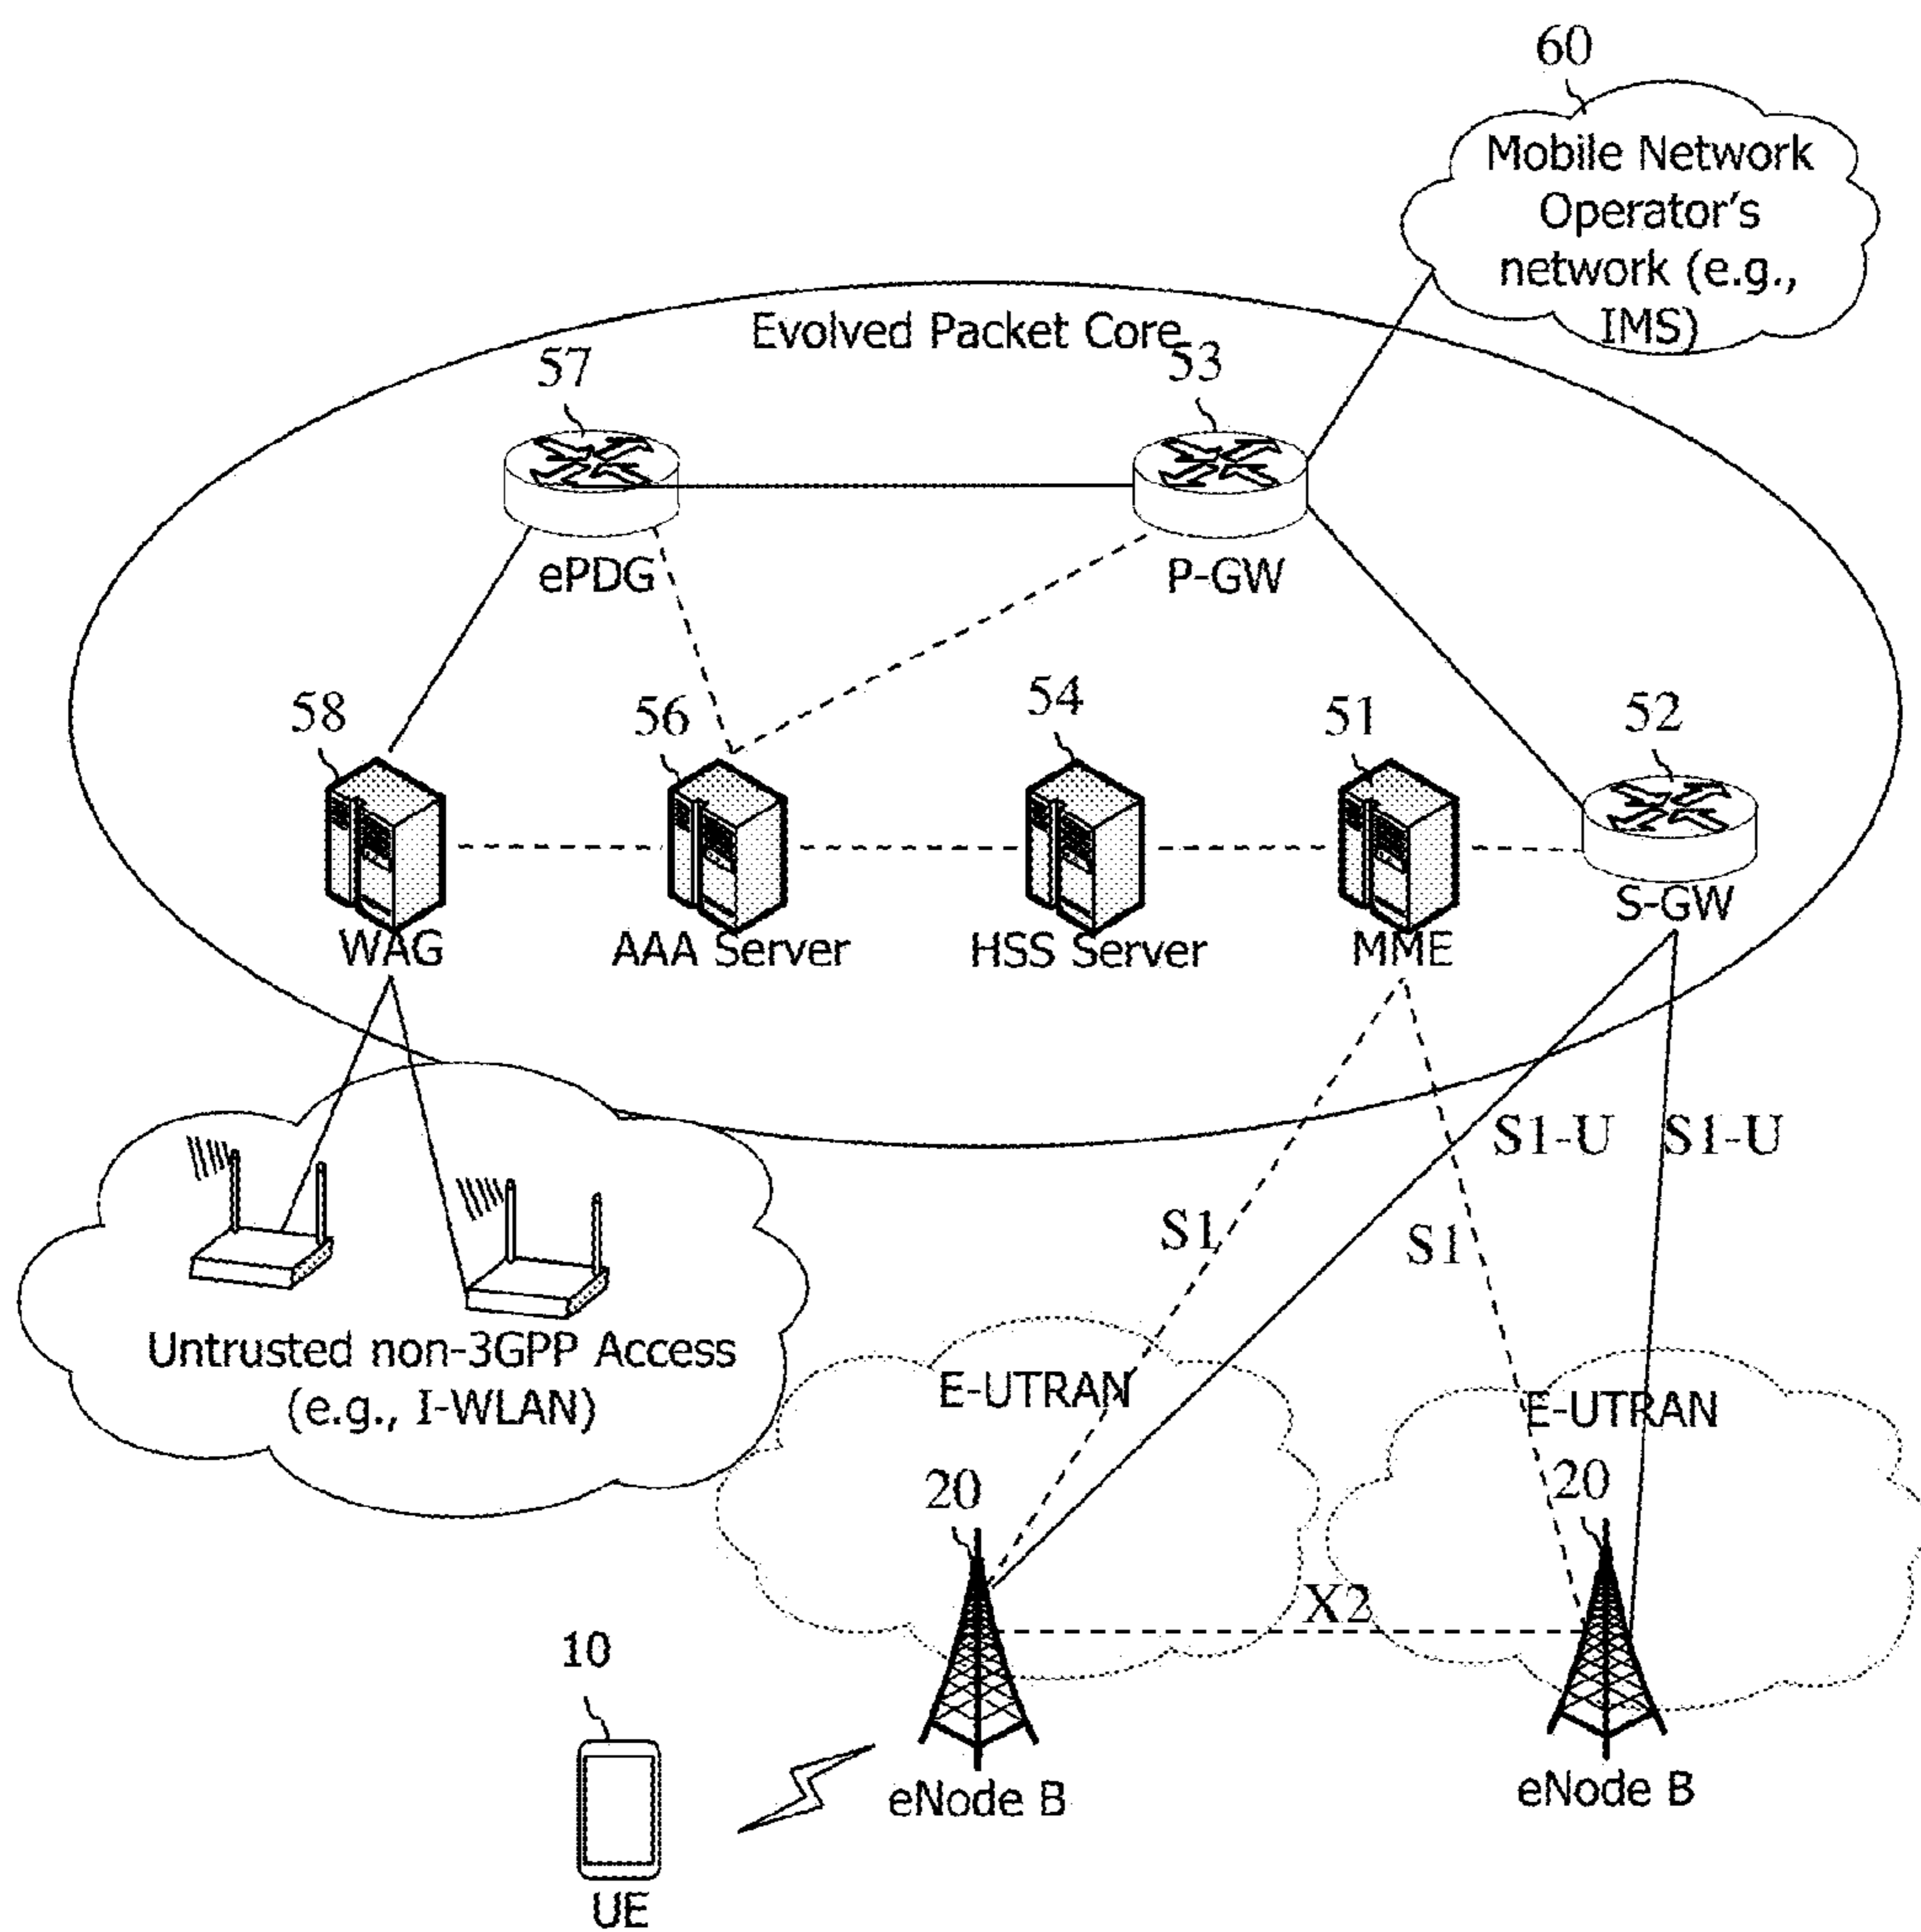 60
Mobile Network
Operator's
network (e.g.,
IMS)
Evolved Packet Core
57
53
ePDG
P-GW
58
56
54
51
52
WAG
AAA Server
HSS Server
MME
S-GW
S1-U
S1-U
S1
S1
Untrusted non-3GPP Access
(e.g., I-WLAN)
E-UTRAN
E-UTRAN
20
20
X2
10
eNode B
eNode B
UE